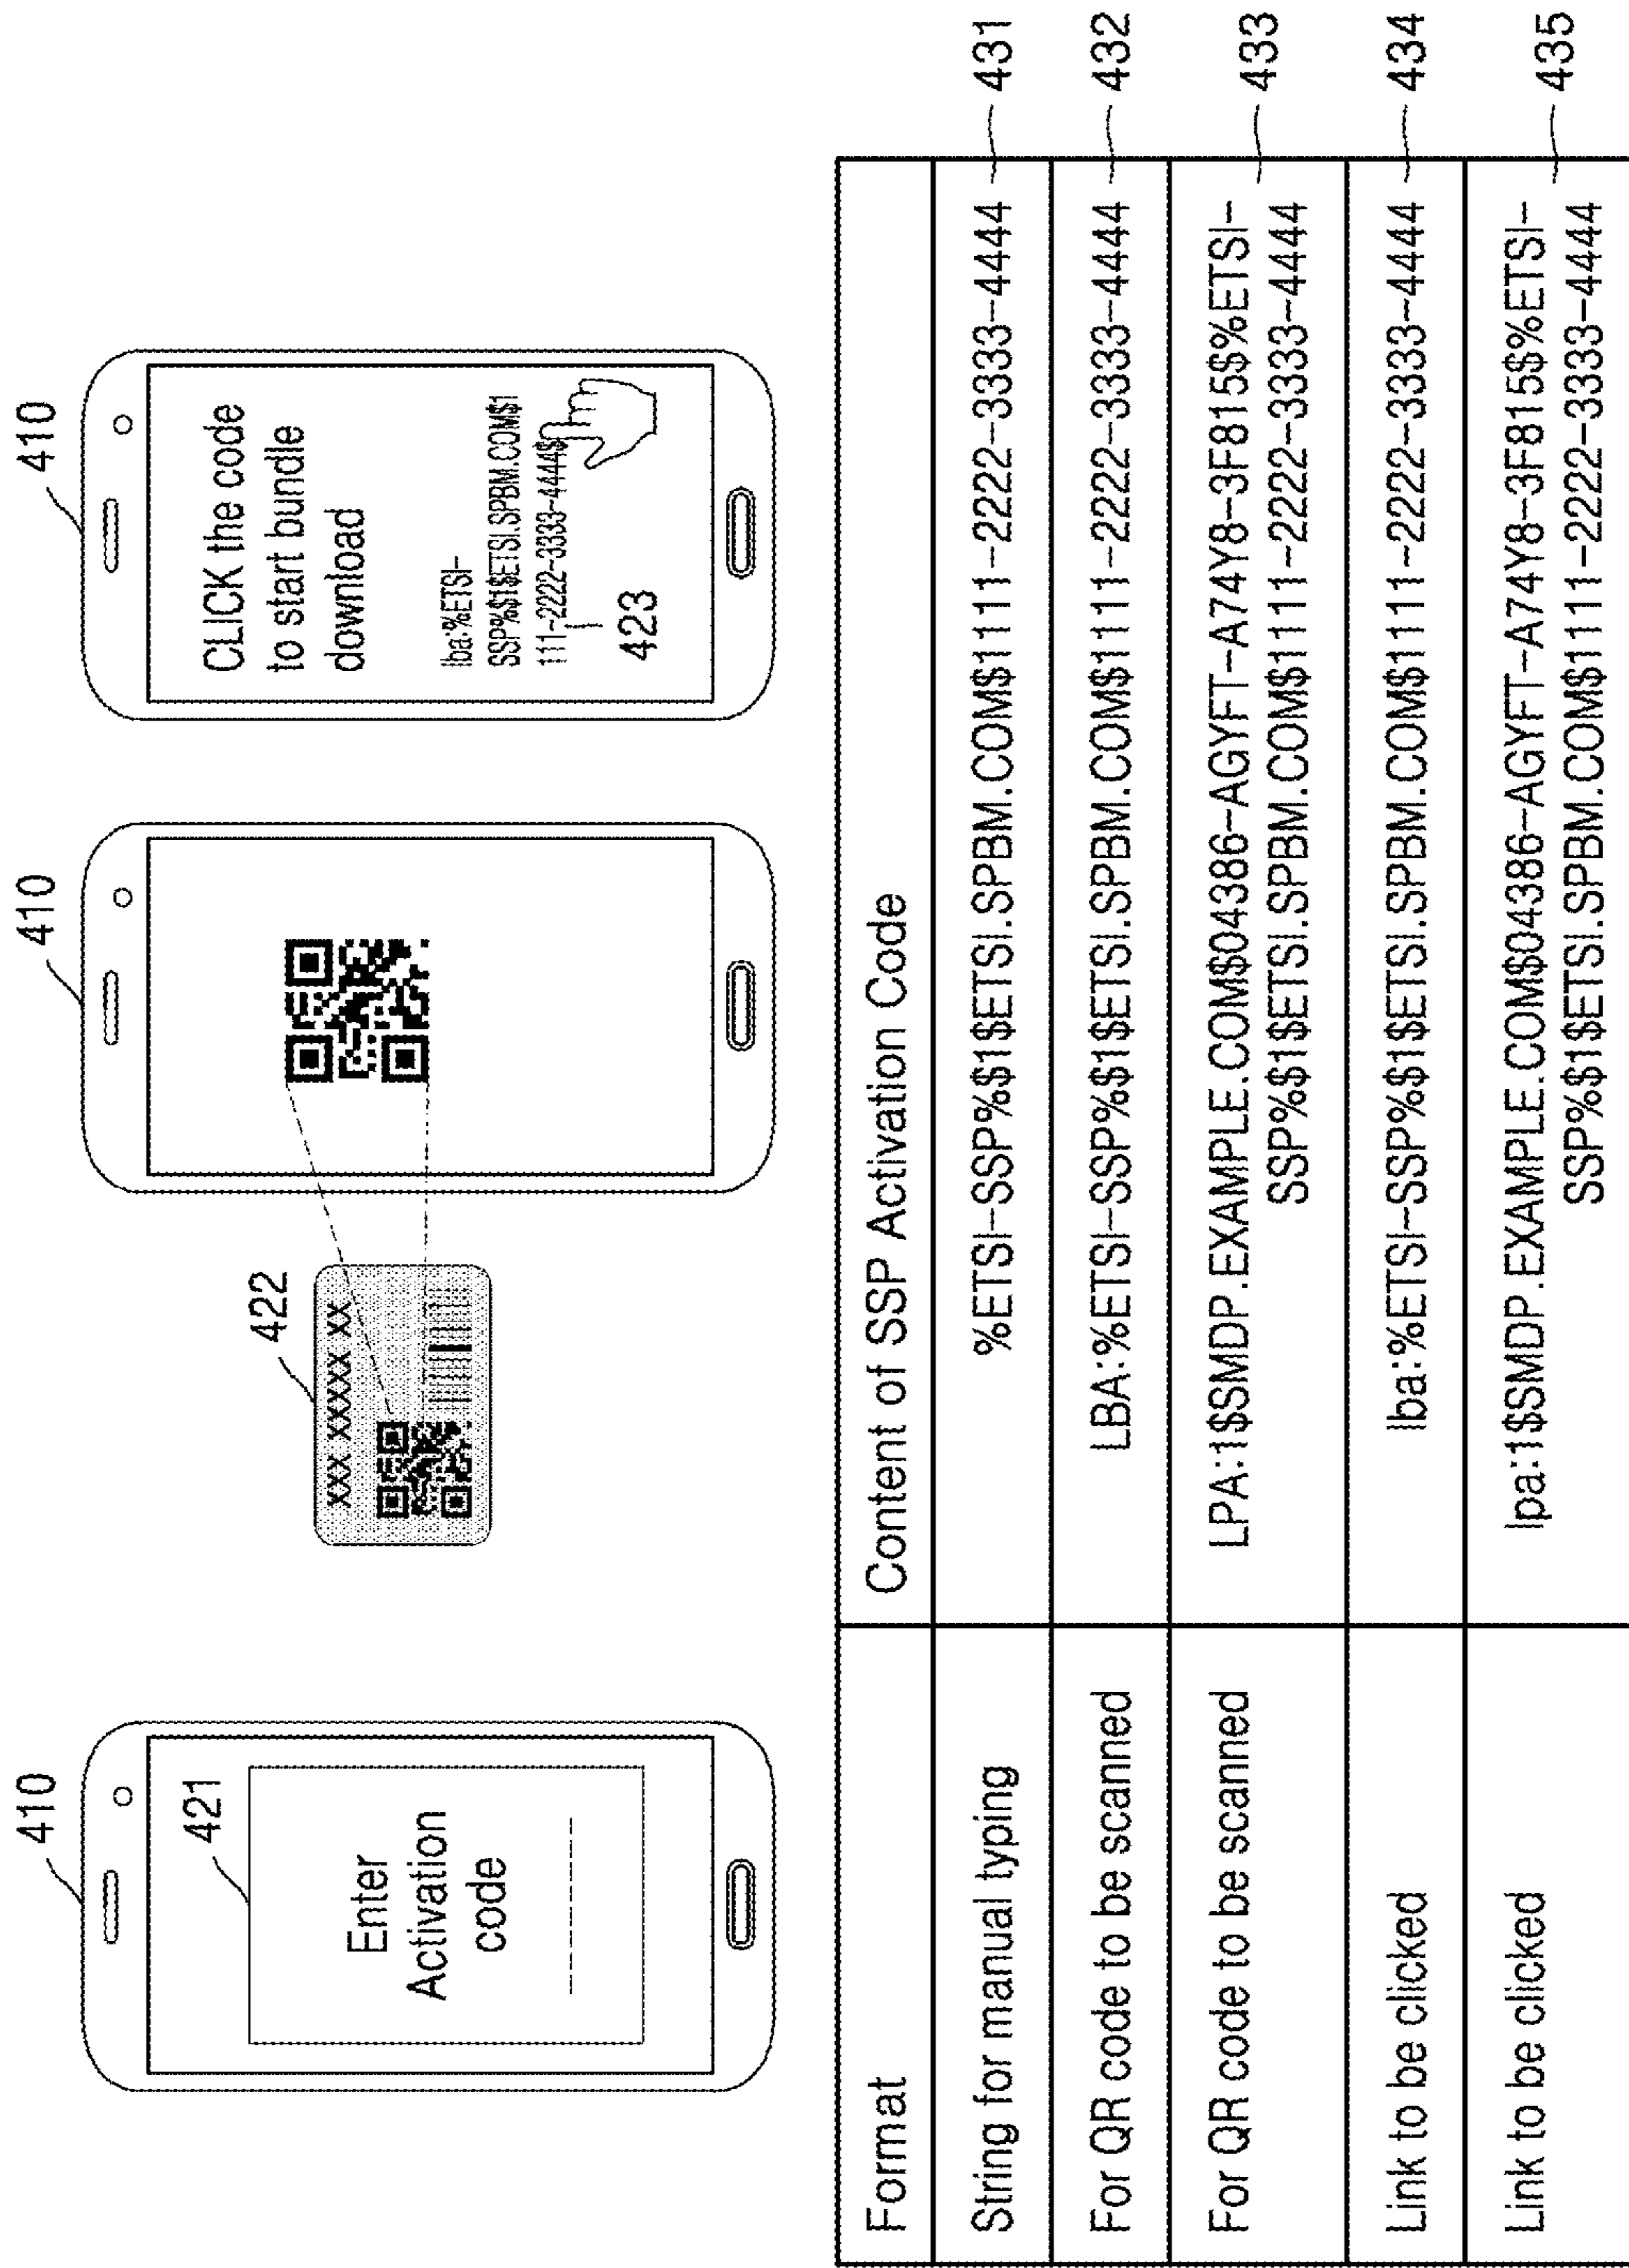 410
421
Enter
Activation
code
422
XXX XXXXX XXXX XX
410
410
CLICK the code
to start bundle
download
lba:%ETSI–
SSP%$1$ETSI.SPBM.COM$1
111-2222-3333-4444$
423
Format
Content of SSP Activation Code
String for manual typing
%ETSI–SSP%$1$ETSI.SPBM.COM$1111–2222–3333–4444
431
For QR code to be scanned
LBA:%ETSI–SSP%$1$ETSI.SPBM.COM$1111–2222–3333–4444
432
For QR code to be scanned
LPA:1$SMDP.EXAMPLE.COM$04386–AGYFT–A74Y8–3F815$%ETSI–
SSP%$1$ETSI.SPBM.COM$1111–2222–3333–4444
433
Link to be clicked
lba:%ETSI–SSP%$1$ETSI.SPBM.COM$1111–2222–3333–4444
434
Link to be clicked
lpa:1$SMDP.EXAMPLE.COM$04386–AGYFT–A74Y8–3F815$%ETSI–
SSP%$1$ETSI.SPBM.COM$1111–2222–3333–4444
435